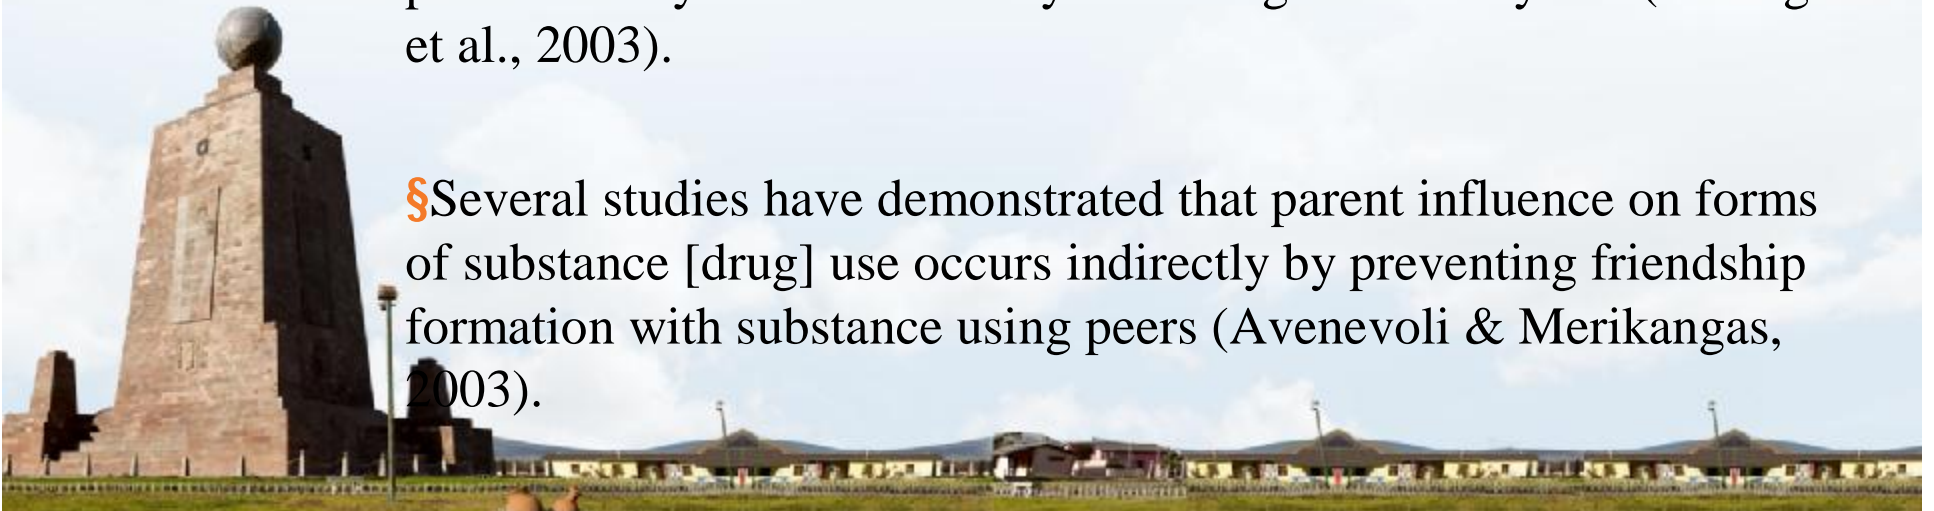 et al., 2003).
§Several studies have demonstrated that parent influence on forms
of substance [drug] use occurs indirectly by preventing friendship
formation with substance using peers (Avenevoli & Merikangas,
2003).